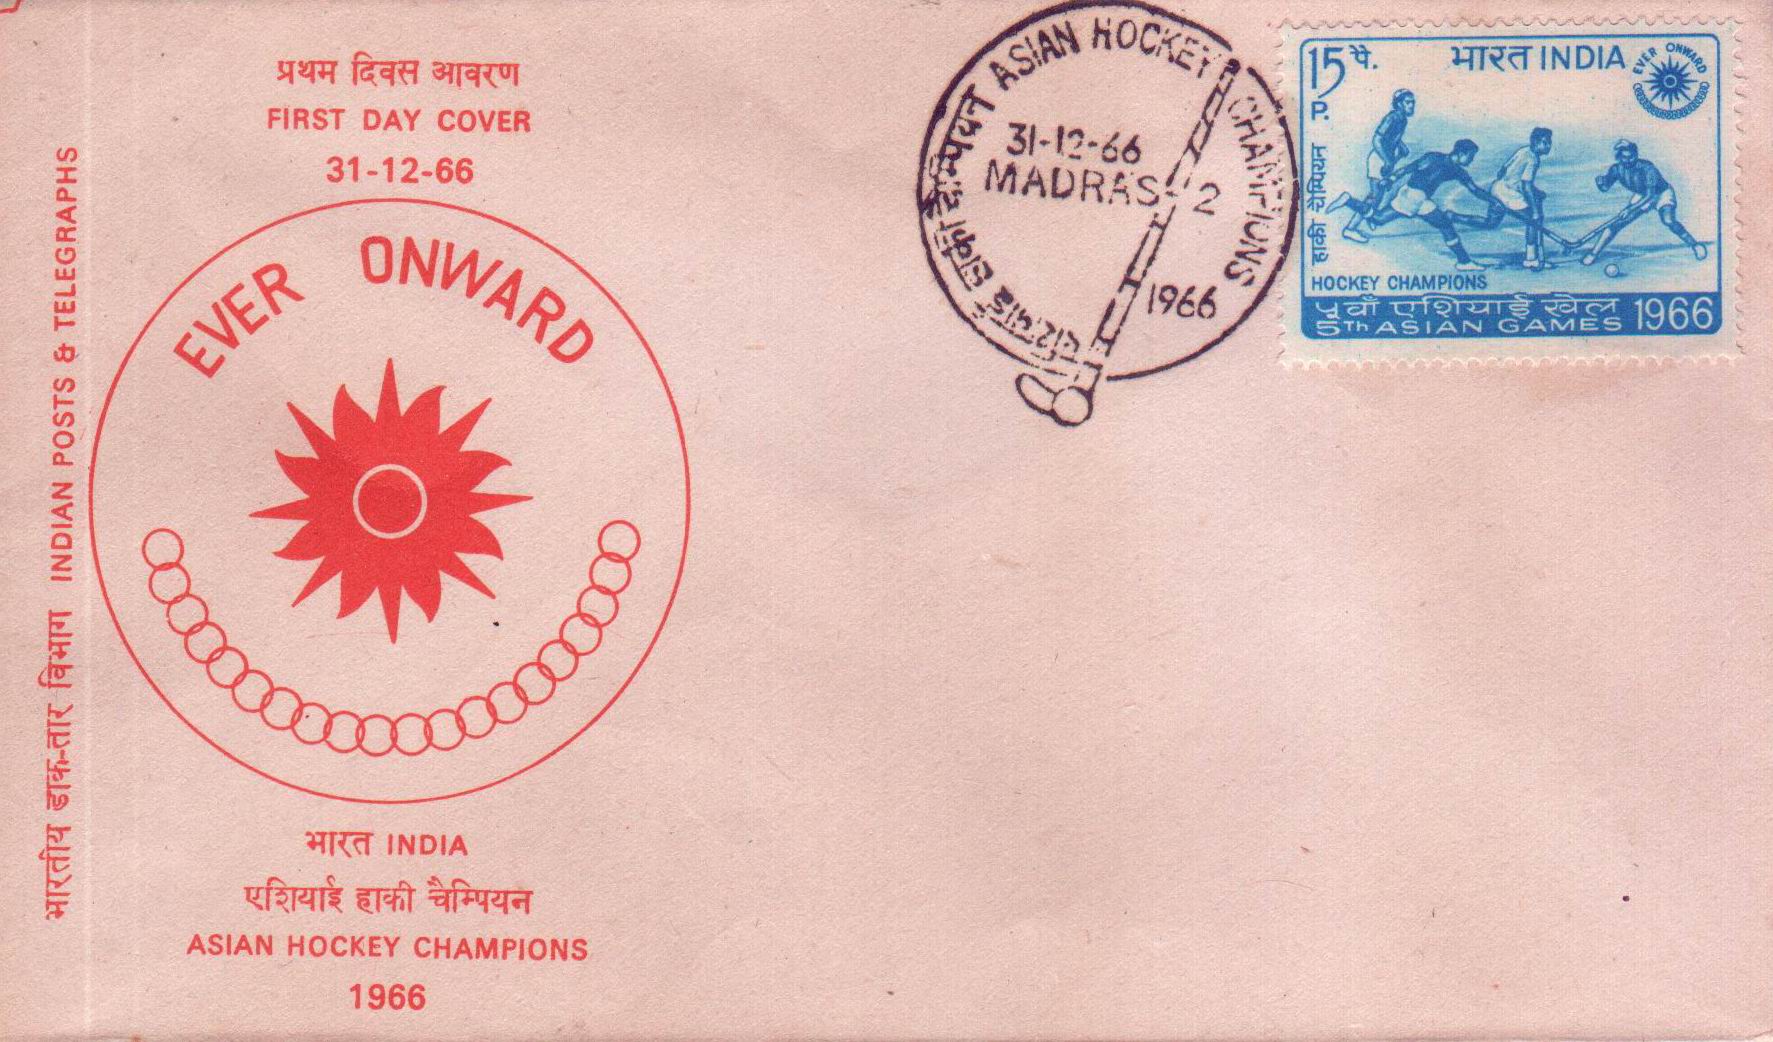 प्रथम दिवस आवरण
FIRST DAY COVER
31-12-66
EVER ONWARD
भारत INDIA
एशियाई हाकी चैम्पियन
ASIAN HOCKEY CHAMPIONS
1966
भारतीय डाक-तार विभाग INDIAN POSTS & TELEGRAPHS
एशियाई हाकी चैम्पियन ASIAN HOCKEY CHAMPIONS
31-12-66
MADRAS-2
1966
15 पै.
P.
भारत INDIA
EVER ONWARD
हाकी चैम्पियन
HOCKEY CHAMPIONS
5वाँ एशियाई खेल 1966
5TH ASIAN GAMES